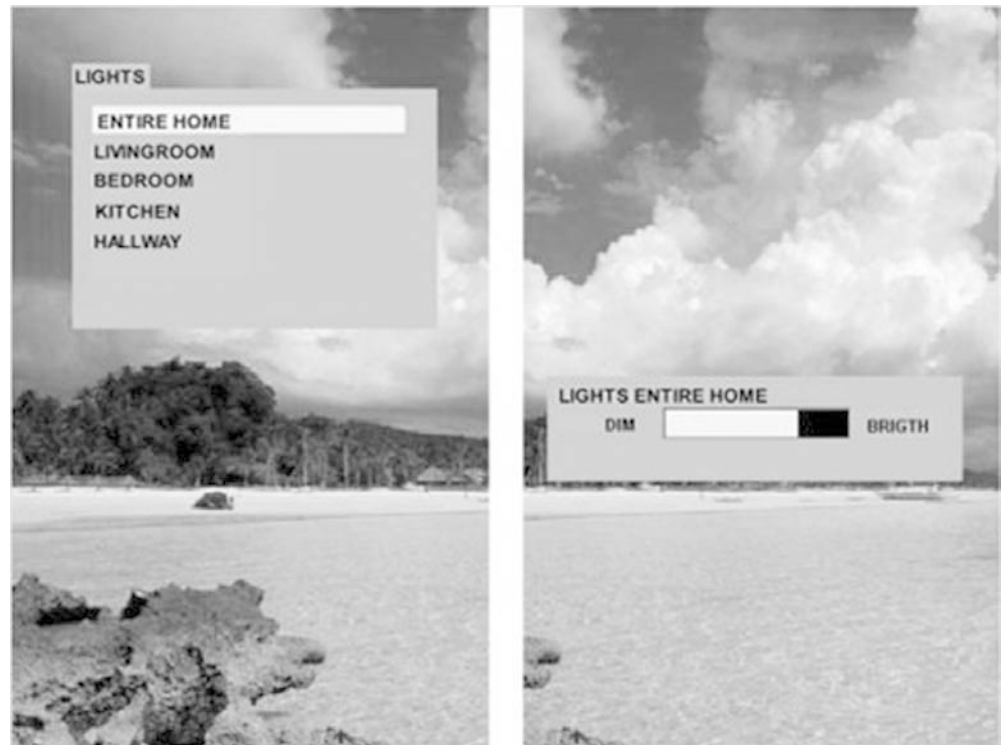 LIGHTS
ENTIRE HOME
LIVINGROOM
BEDROOM
KITCHEN
HALLWAY
LIGHTS ENTIRE HOME
DIM BRIGTH